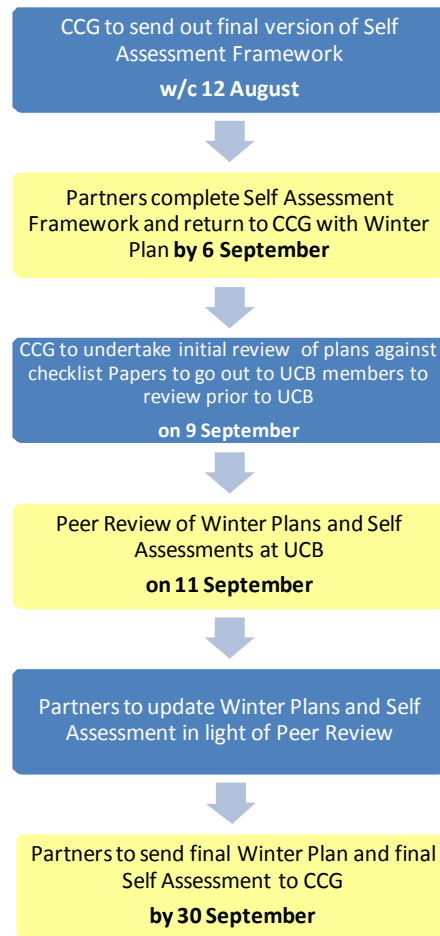 CCG to send out final version of Self
Assessment Framework
w/c 12 August
Partners complete Self Assessment
Framework and return to CCG with Winter
Plan by 6 September
CCG to undertake initial review of plans against
checklist Papers to go out to UCB members to
review prior to UCB
on 9 September
Peer Review of Winter Plans and Self
Assessments at UCB
on 11 September
Partners to update Winter Plans and Self
Assessment in light of Peer Review
Partners to send final Winter Plan and final
Self Assessment to CCG
by 30 September